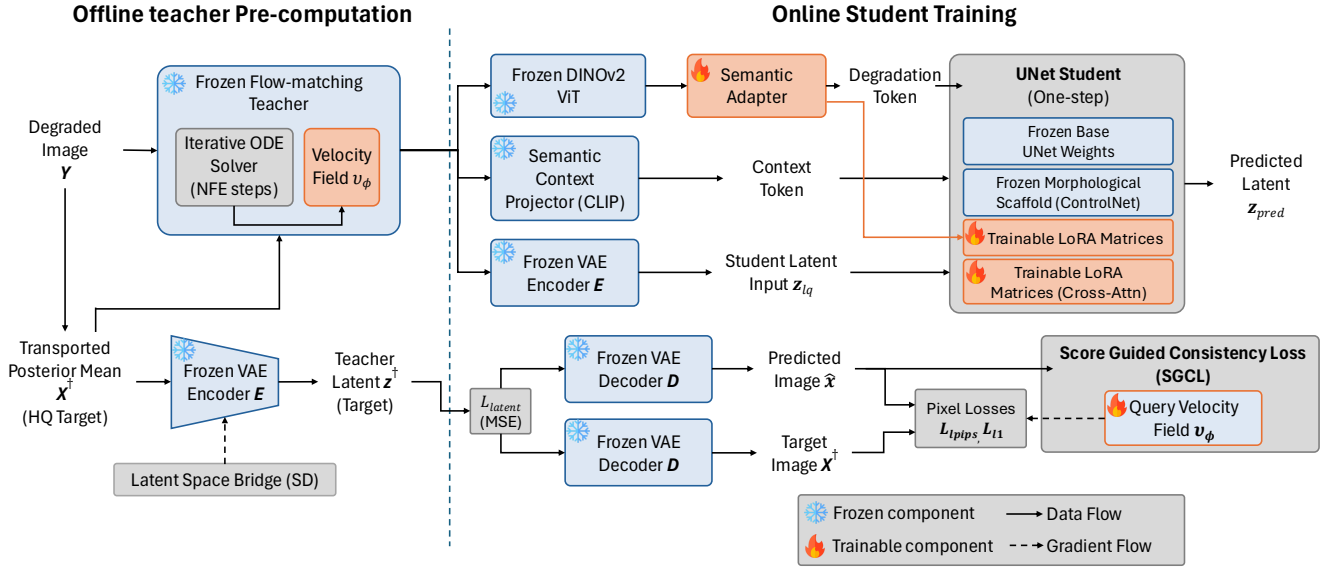 Offline teacher Pre-computation
Online Student Training
Degraded
Image
Y
Frozen Flow-matching
Teacher
Iterative ODE
Solver
(NFE steps)
Velocity
Field υ_ϕ
Transported
Posterior Mean
X†
(HQ Target)
Frozen VAE
Encoder E
Teacher
Latent z†
(Target)
Latent Space Bridge (SD)
Frozen DINOv2
ViT
Semantic
Adapter
Degradation
Token
Semantic
Context
Projector (CLIP)
Context
Token
Frozen VAE
Encoder E
Student Latent
Input z_lq
UNet Student
(One-step)
Frozen Base
UNet Weights
Frozen Morphological
Scaffold (ControlNet)
Trainable LoRA Matrices
Trainable LoRA
Matrices (Cross-Attn)
Predicted
Latent
z_pred
L_latent
(MSE)
Frozen VAE
Decoder D
Predicted
Image x̂
Frozen VAE
Decoder D
Target
Image X†
Pixel Losses
L_lpips, L_l1
Score Guided Consistency Loss
(SGCL)
Query Velocity
Field υ_ϕ
Frozen component
Data Flow
Trainable component
Gradient Flow